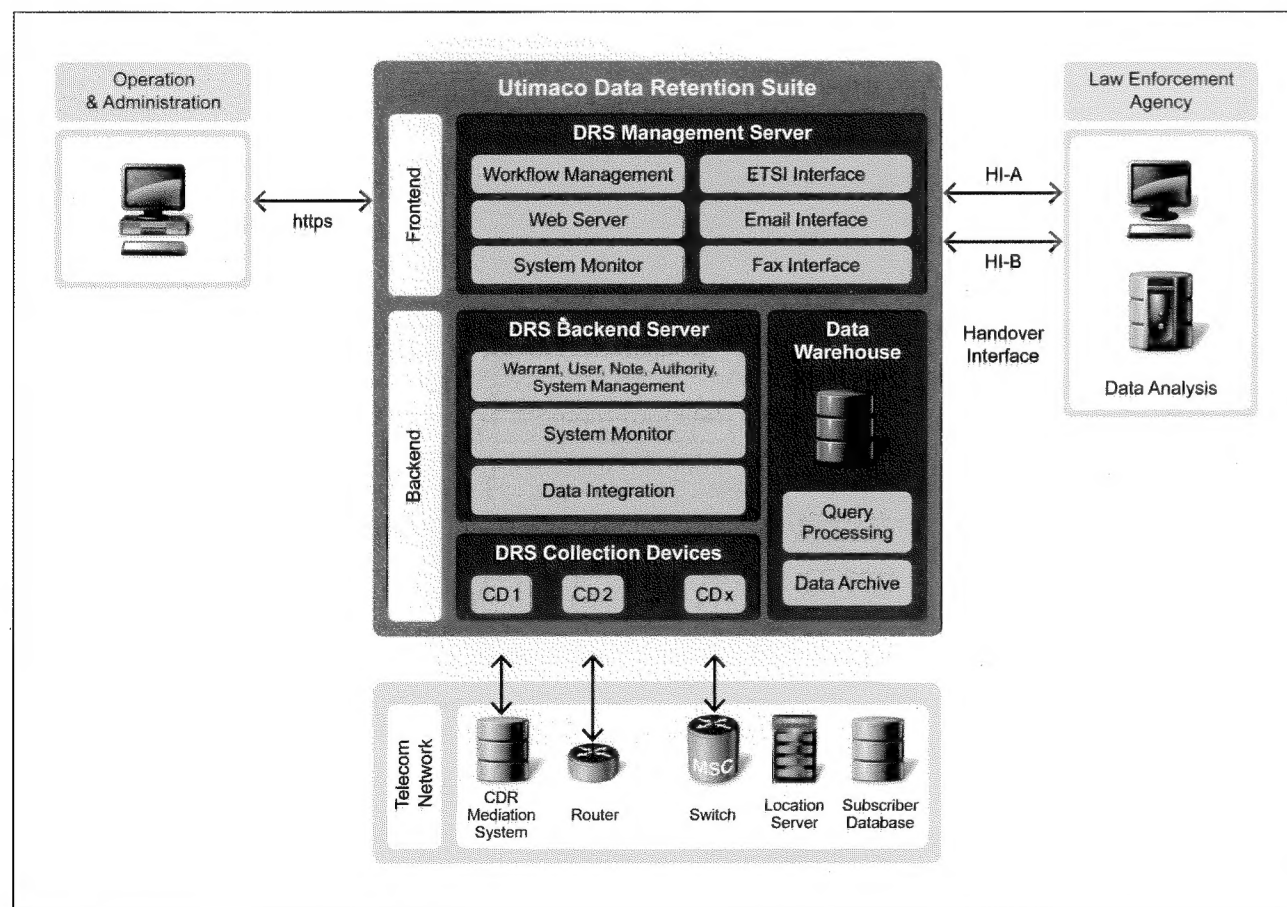 Operation
& Administration
https
Utimaco Data Retention Suite
Frontend
DRS Management Server
Workflow Management
ETSI Interface
Web Server
Email Interface
System Monitor
Fax Interface
Backend
DRS Backend Server
Warrant, User, Note, Authority,
System Management
System Monitor
Data Integration
DRS Collection Devices
CD1
CD2
CDx
Data
Warehouse
Query
Processing
Data Archive
HI-A
HI-B
Handover
Interface
Law Enforcement
Agency
Data Analysis
Telecom
Network
CDR
Mediation
System
Router
MSC
Switch
Location
Server
Subscriber
Database